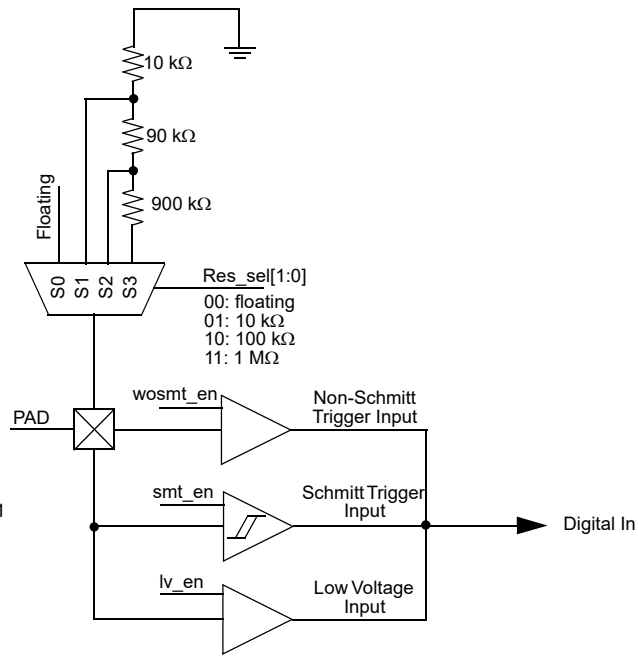 10 kΩ
90 kΩ
900 kΩ
Floating
S0
S1
S2
S3
Res_sel[1:0]
00: floating
01: 10 kΩ
10: 100 kΩ
11: 1 MΩ
PAD
wosmt_en
Non-Schmitt
Trigger Input
smt_en
Schmitt Trigger
Input
Digital In
lv_en
Low Voltage
Input